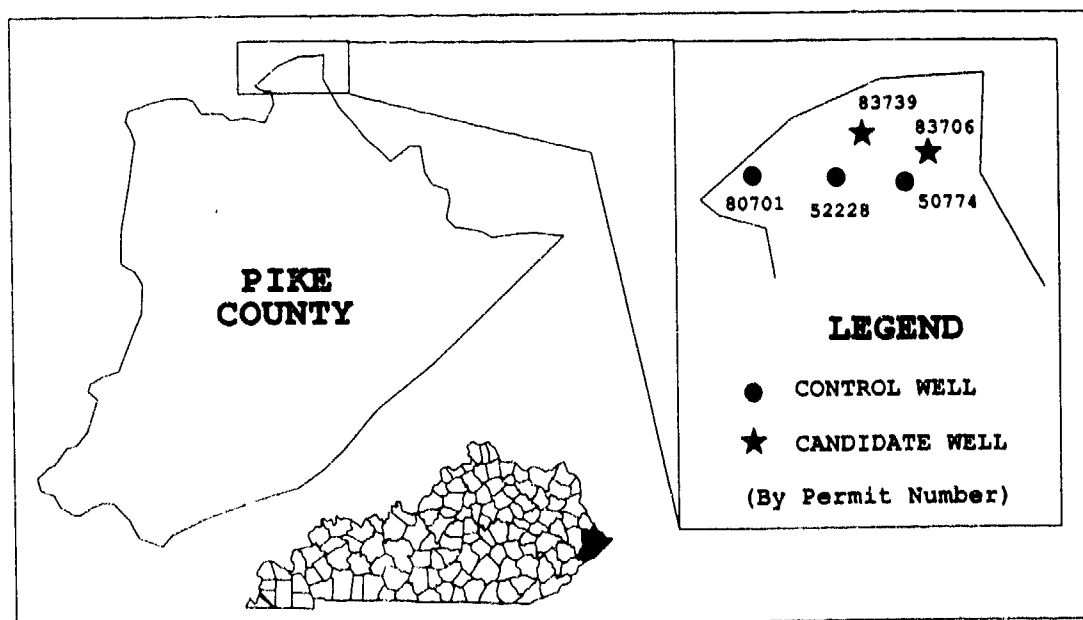 PIKE
COUNTY
83739
83706
80701
52228
50774
LEGEND
CONTROL WELL
CANDIDATE WELL
(By Permit Number)